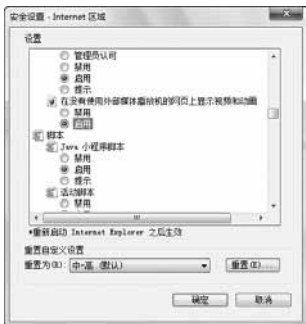 安全设置 - Internet 区域
设置
管理员认可
禁用
启用
提示
在没有使用外部媒体播放机的网页上显示视频和动画
禁用
启用
脚本
Java 小程序脚本
禁用
启用
提示
活动脚本
禁用
启用
*重新启动 Internet Explorer 之后生效
重置自定义设置
重置为(R): 中-高 (默认)
重置(E)...
确定
取消